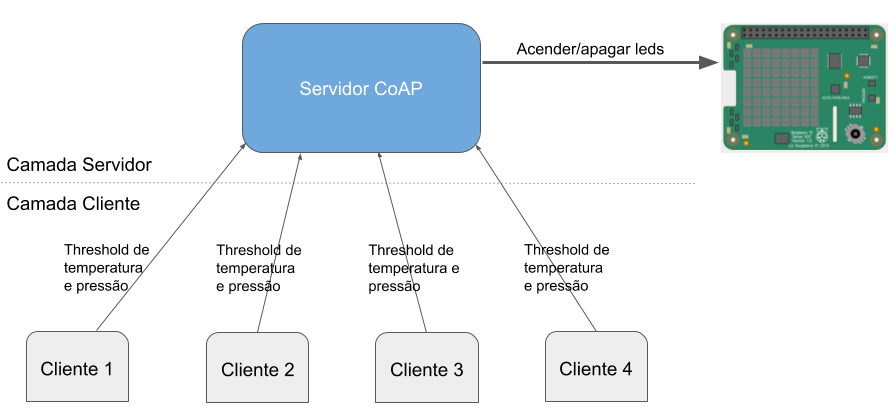 Acender/apagar leds
Servidor CoAP
Camada Servidor
Camada Cliente
Threshold de
temperatura
e pressão
Threshold de
temperatura
e pressão
Threshold de
temperatura e
pressão
Threshold de
temperatura
e pressão
Cliente 1
Cliente 2
Cliente 3
Cliente 4